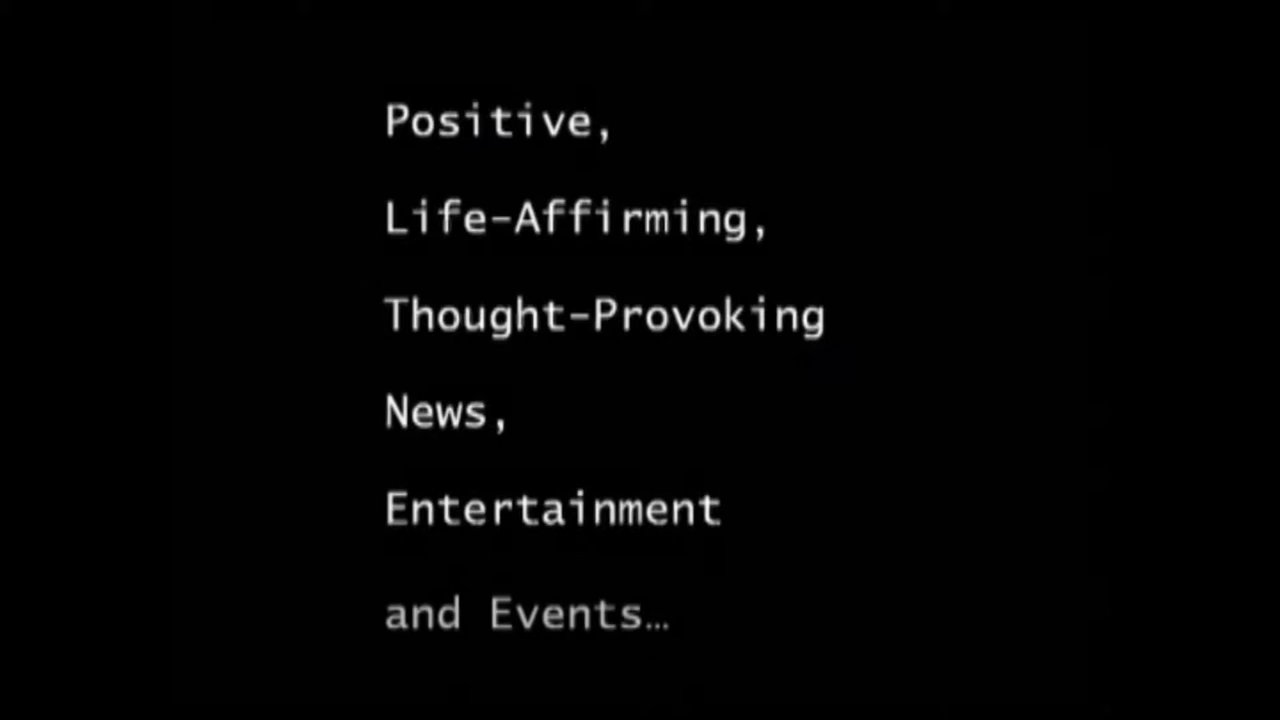 Positive,
Life-Affirming,
Thought-Provoking
News,
Entertainment
and Events…